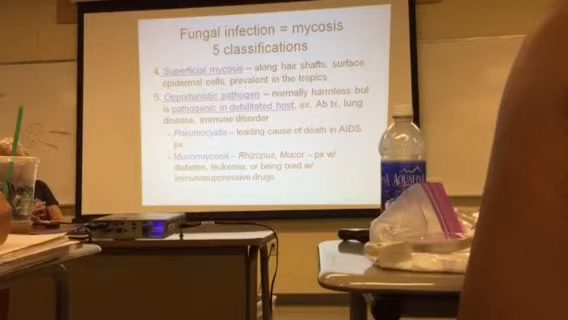 Fungal infection = mycosis
5 classifications
4. Superficial mycosis – along hair shafts, surface
epidermal cells, prevalent in the tropics
5. Opportunistic pathogen – normally harmless but
is pathogenic in debilitated host, ex. Ab tx, lung
disease, immune disorder
- Pneumocystis – leading cause of death in AIDS
px
- Mucormycosis – Rhizopus, Mucor – px w/
diabetes, leukemia, or being txed w/
immunosuppressive drugs
AQUAFINA